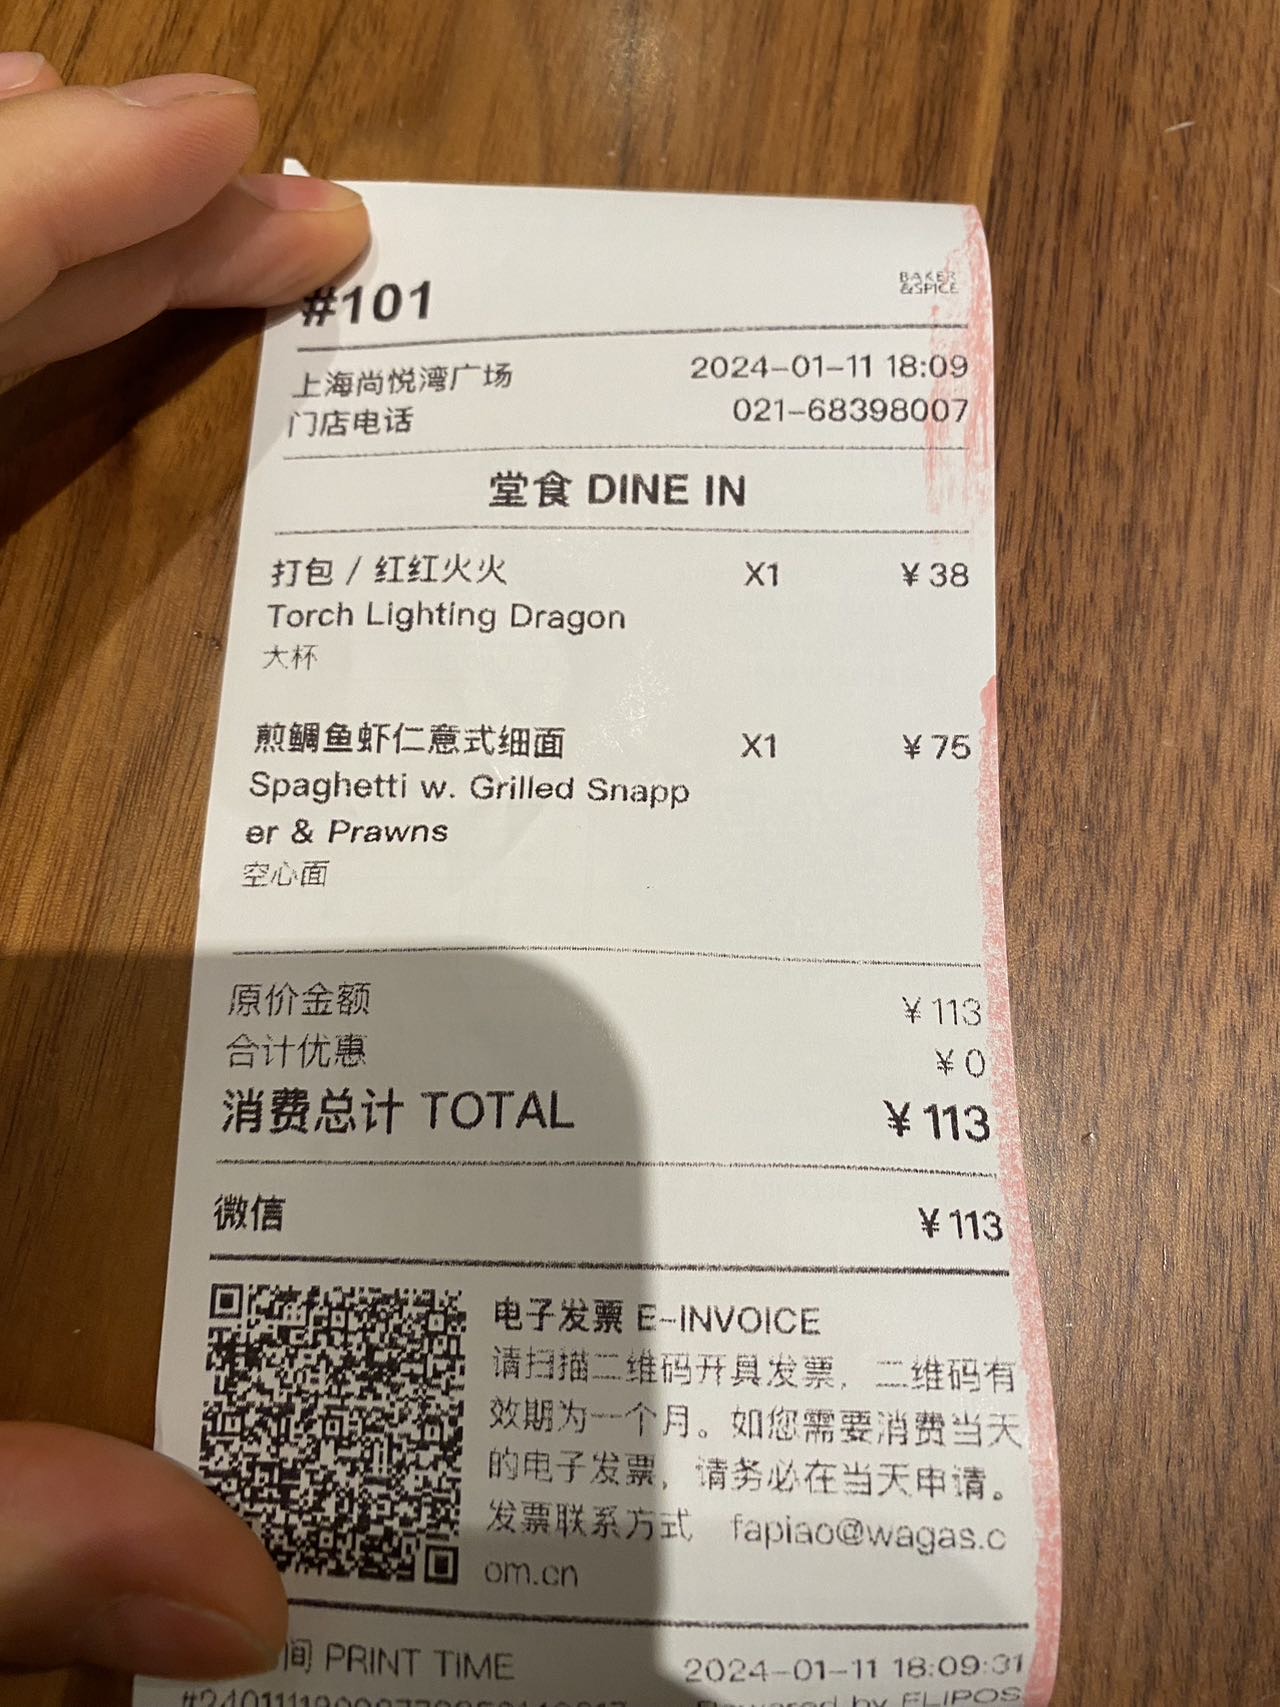 #101
BAKER
&SPICE
上海尚悦湾广场 2024-01-11 18:09
门店电话 021-68398007
堂食 DINE IN
打包 / 红红火火 X1 ¥38
Torch Lighting Dragon
大杯
煎鲷鱼虾仁意式细面 X1 ¥75
Spaghetti w. Grilled Snapp
er & Prawns
空心面
原价金额 ¥113
合计优惠 ¥0
消费总计 TOTAL ¥113
微信 ¥113
电子发票 E-INVOICE
请扫描二维码开具发票，二维码有
效期为一个月。如您需要消费当天
的电子发票，请务必在当天申请。
发票联系方式 fapiao@wagas.c
om.cn
间 PRINT TIME 2024-01-11 18:09:31
Powered by FLIPOS